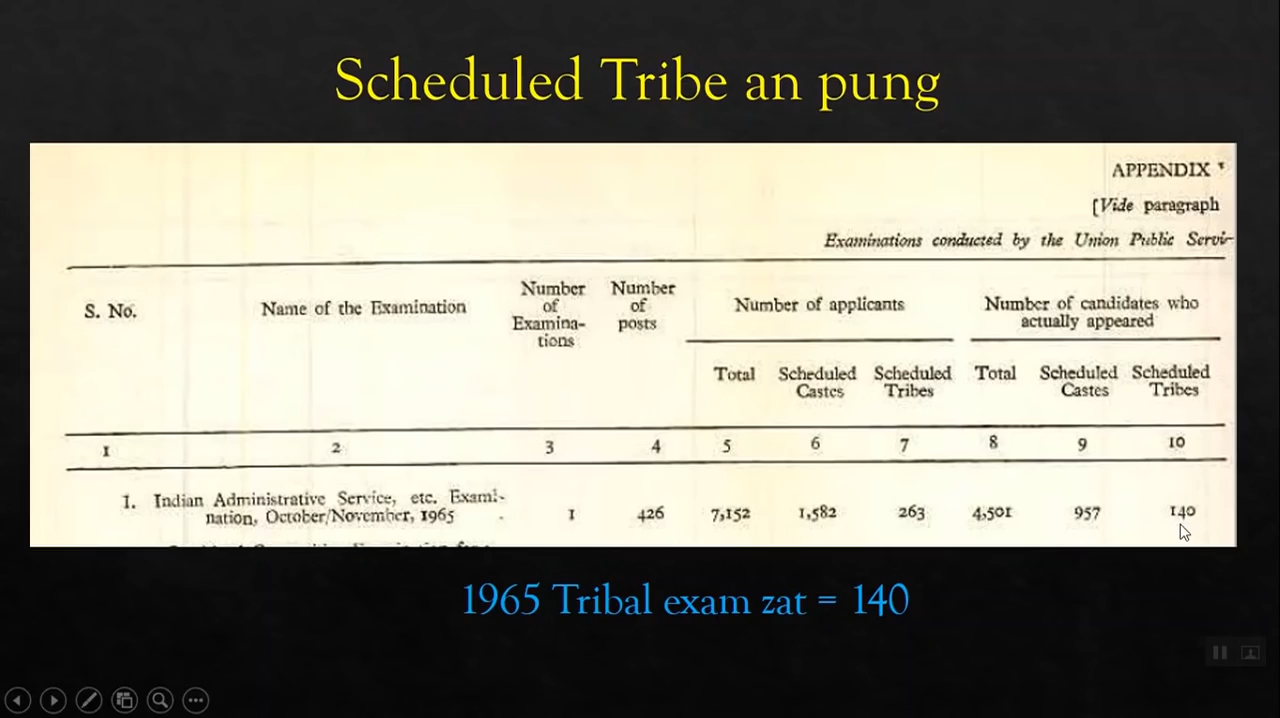 Scheduled Tribe an pung
APPENDIX
[Vide paragraph
Examinations conducted by the Union Public Servi-
S. No.
Name of the Examination
Number of Examina-tions
Number of posts
Number of applicants
Number of candidates who
actually appeared
Total Scheduled Castes Scheduled Tribes Total Scheduled Castes Scheduled Tribes
1 2 3 4 5 6 7 8 9 10
1. Indian Administrative Service, etc. Exami-
nation, October/November, 1965 . 1 426 7,152 1,582 263 4,501 957 140
1965 Tribal exam zat = 140